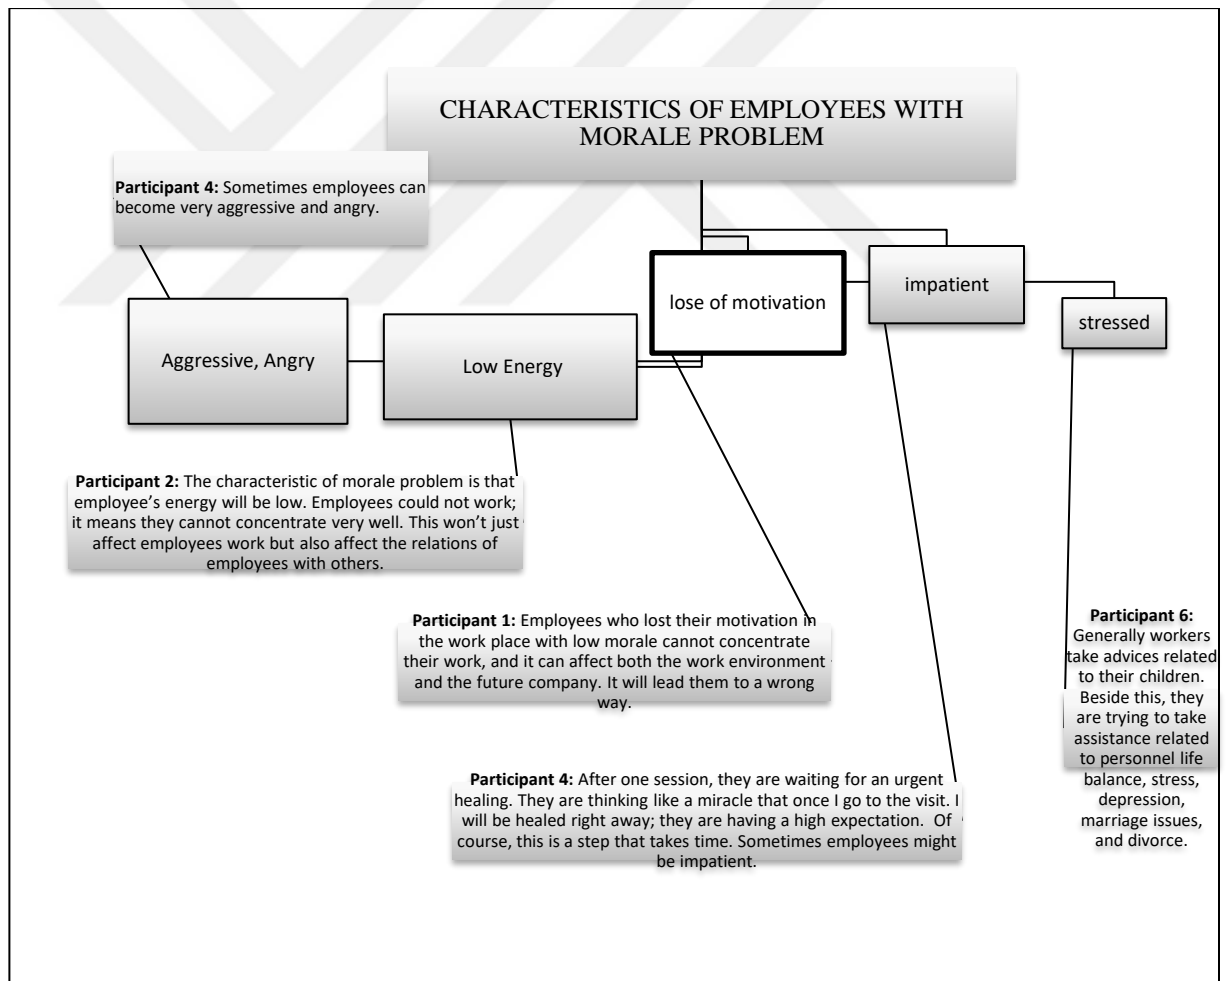 CHARACTERISTICS OF EMPLOYEES WITH
MORALE PROBLEM
Participant 4: Sometimes employees can
become very aggressive and angry.
Aggressive, Angry
Low Energy
lose of motivation
impatient
stressed
Participant 2: The characteristic of morale problem is that
employee’s energy will be low. Employees could not work;
it means they cannot concentrate very well. This won’t just
affect employees work but also affect the relations of
employees with others.
Participant 1: Employees who lost their motivation in
the work place with low morale cannot concentrate
their work, and it can affect both the work environment
and the future company. It will lead them to a wrong
way.
Participant 4: After one session, they are waiting for an urgent
healing. They are thinking like a miracle that once I go to the visit. I
will be healed right away; they are having a high expectation.  Of
course, this is a step that takes time. Sometimes employees might
be impatient.
Participant 6:
Generally workers
take advices related
to their children.
Beside this, they
are trying to take
assistance related
to personnel life
balance, stress,
depression,
marriage issues,
and divorce.